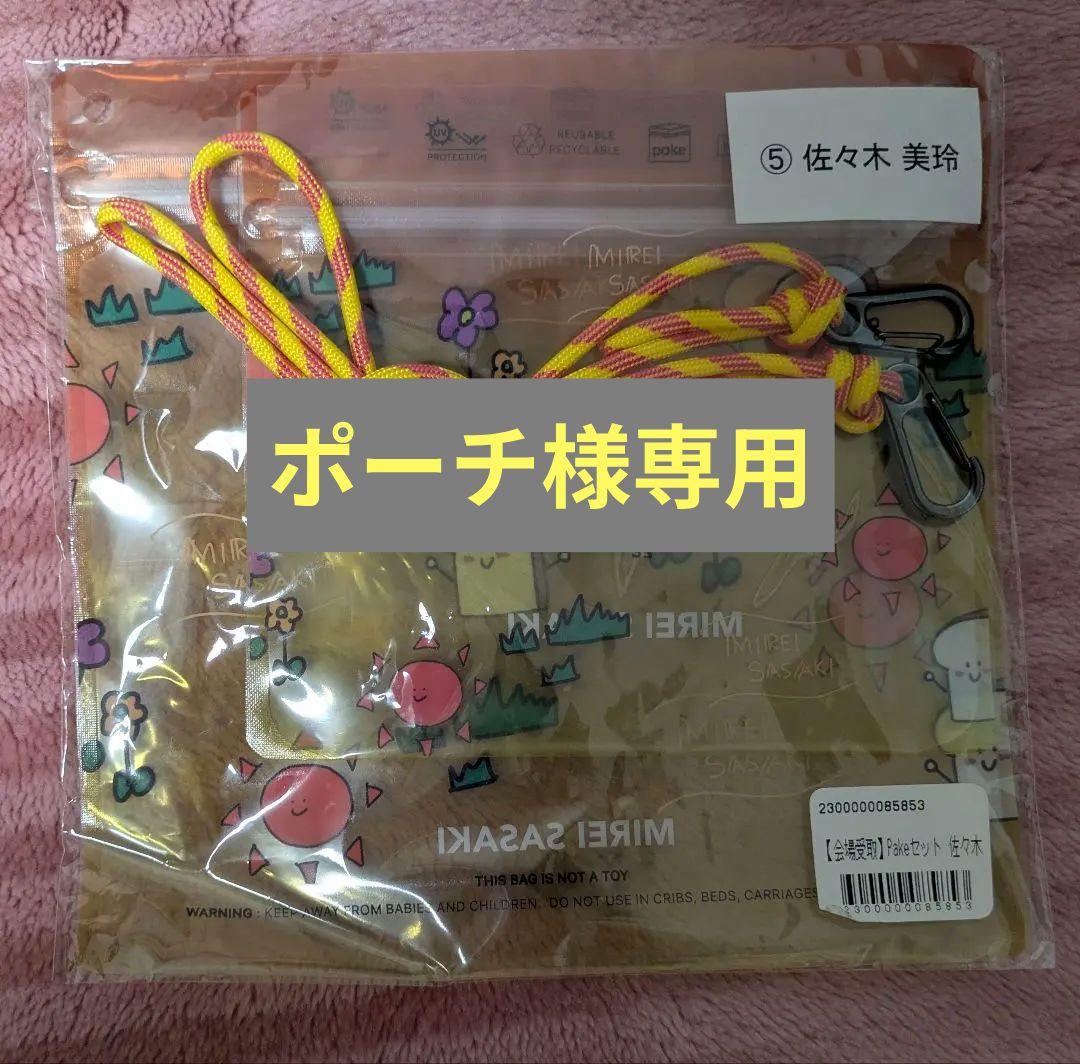 UV
PROTECTION
REUSABLE
RECYCLABLE
pake
⑤ 佐々木 美玲
MIREI
SASAKI
ポーチ様専用
MIREI
SASAKI
MIREI SASAKI
MIREI
SASAKI
MIREI
SASAKI
2300000085853
【会場受取】Pakeセット 佐々木
2300000085853
MIREI SASAKI
THIS BAG IS NOT A TOY
WARNING : KEEP AWAY FROM BABIES AND CHILDREN. DO NOT USE IN CRIBS, BEDS, CARRIAGES